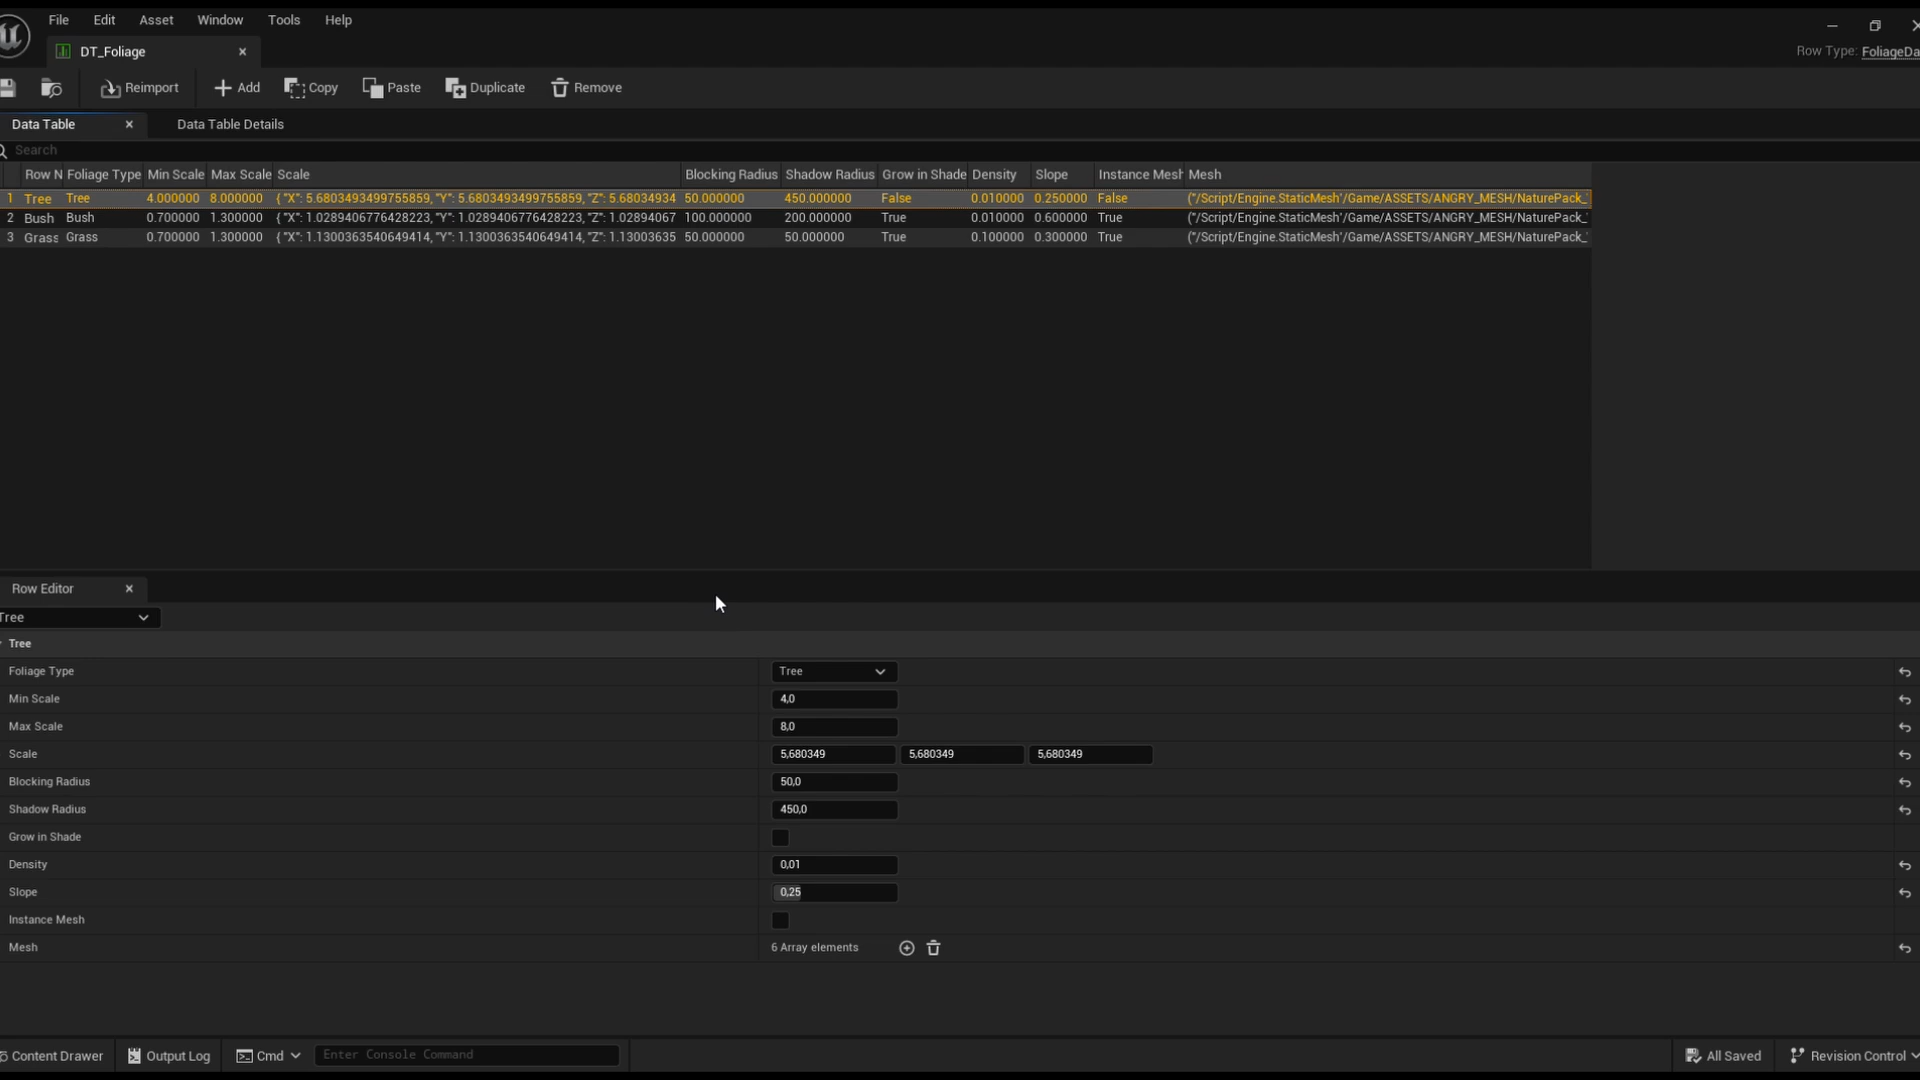 File Edit Asset Window Tools Help
DT_Foliage
Row Type: FoliageDa
Reimport Add Copy Paste Duplicate Remove
Data Table Data Table Details
Search
Row N Foliage Type Min Scale Max Scale Scale Blocking Radius Shadow Radius Grow in Shade Density Slope Instance Mesh Mesh
1 Tree Tree 4.000000 8.000000 { "X": 5.6803493499755859, "Y": 5.6803493499755859, "Z": 5.68034934 50.000000 450.000000 False 0.010000 0.250000 False ("/Script/Engine.StaticMesh'/Game/ASSETS/ANGRY_MESH/NaturePack_
2 Bush Bush 0.700000 1.300000 { "X": 1.0289406776428223, "Y": 1.0289406776428223, "Z": 1.02894067 100.000000 200.000000 True 0.010000 0.600000 True ("/Script/Engine.StaticMesh'/Game/ASSETS/ANGRY_MESH/NaturePack_
3 Grass Grass 0.700000 1.300000 { "X": 1.1300363540649414, "Y": 1.1300363540649414, "Z": 1.13003635 50.000000 50.000000 True 0.100000 0.300000 True ("/Script/Engine.StaticMesh'/Game/ASSETS/ANGRY_MESH/NaturePack_
Row Editor
Tree
Tree
Foliage Type Tree
Min Scale 4,0
Max Scale 8,0
Scale 5,680349 5,680349 5,680349
Blocking Radius 50,0
Shadow Radius 450,0
Grow in Shade
Density 0,01
Slope 0,25
Instance Mesh
Mesh 6 Array elements
Content Drawer Output Log Cmd Enter Console Command All Saved Revision Control